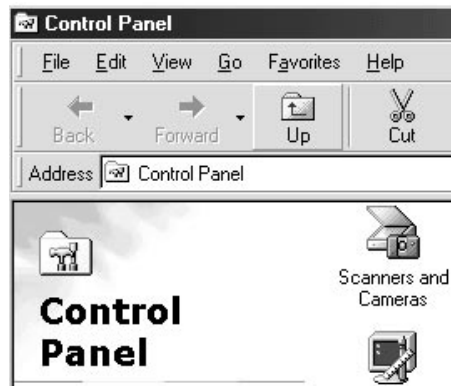 Control Panel
File Edit View Go Favorites Help
Back Forward Up Cut
Address Control Panel
Scanners and
Cameras
Control
Panel